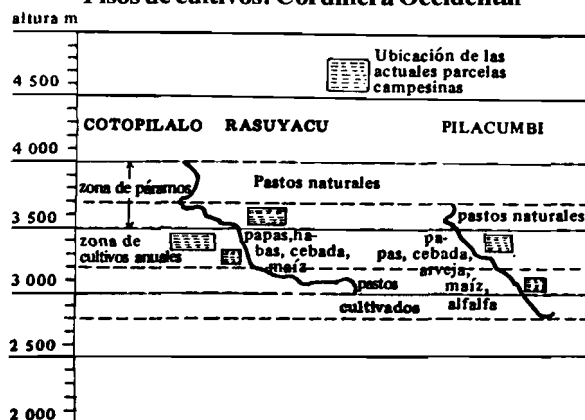 Pisos de cultivos: Cordillera Occidental
altura m
Ubicación de las
actuales parcelas
campesinas
4 500
COTOPILALO RASUYACU PILACUMBI
4 000
zona de páramos
Pastos naturales
pastos naturales
3 500
zona de
cultivos anuales
papas, ha-
bas, cebada,
maíz
pa-
pas, cebada,
arveja,
maíz,
alfalfa
3 000
pastos
cultivados
2 500
2 000